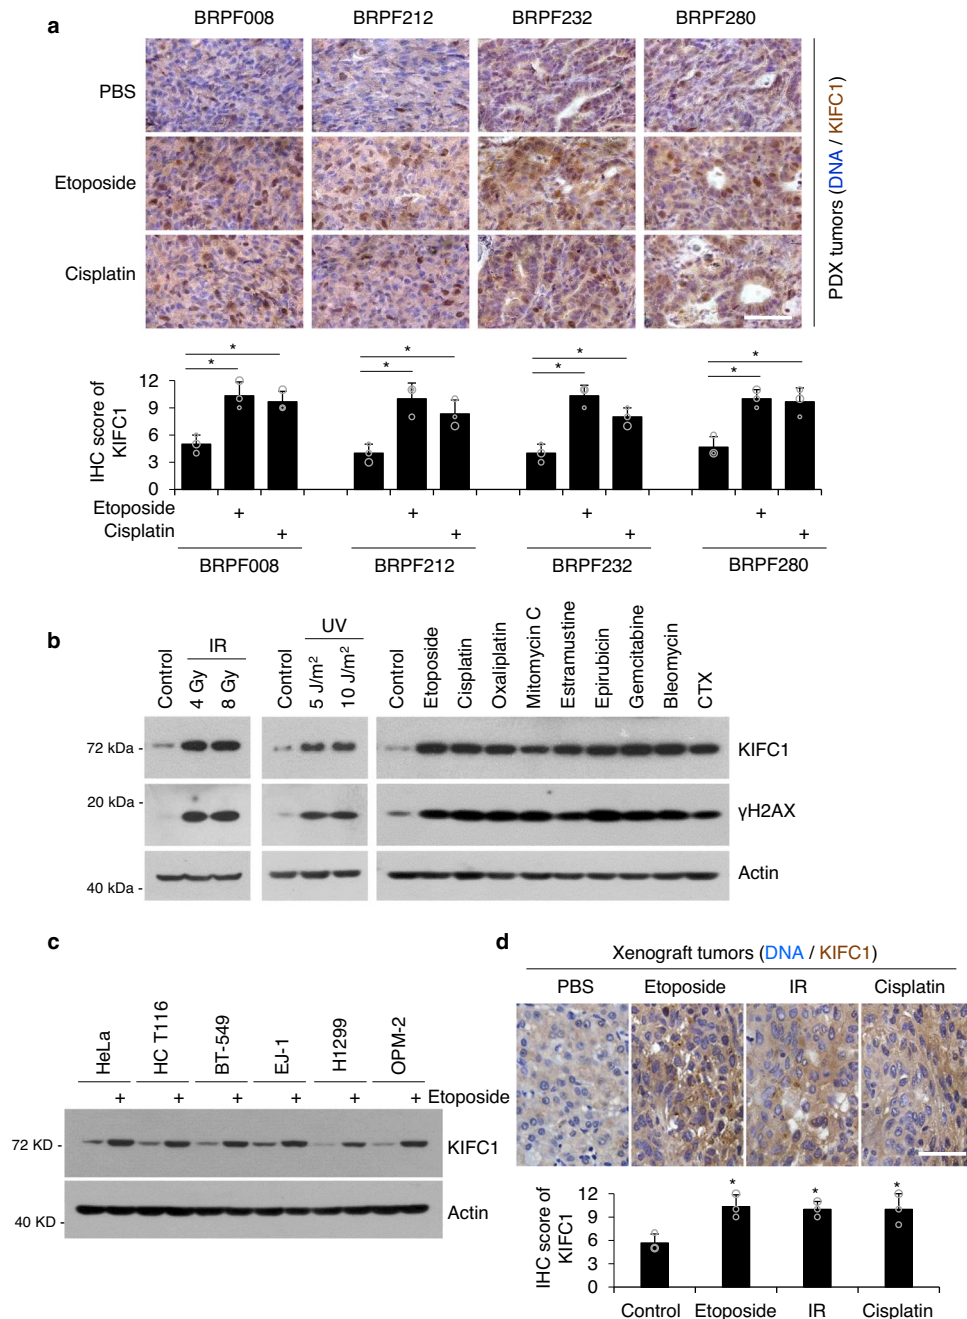 a
BRPF008 BRPF212 BRPF232 BRPF280
PBS
Etoposide
Cisplatin
PDX tumors (DNA / KIFC1)
* * * *
* * * *
IHC score of
KIFC1
12
9
6
3
0
Etoposide + + + +
Cisplatin + + + +
BRPF008 BRPF212 BRPF232 BRPF280
b
IR
UV
Control 4 Gy 8 Gy Control 5 J/m² 10 J/m² Control Etoposide Cisplatin Oxaliplatin Mitomycin C Estramustine Epirubicin Gemcitabine Bleomycin CTX
72 kDa - KIFC1
20 kDa - γH2AX
40 kDa - Actin
c
HeLa HC T116 BT-549 EJ-1 H1299 OPM-2
+ + + + + + Etoposide
72 KD - KIFC1
40 KD - Actin
d
Xenograft tumors (DNA / KIFC1)
PBS Etoposide IR Cisplatin
IHC score of
KIFC1
12
9
6
3
0
* * *
Control Etoposide IR Cisplatin